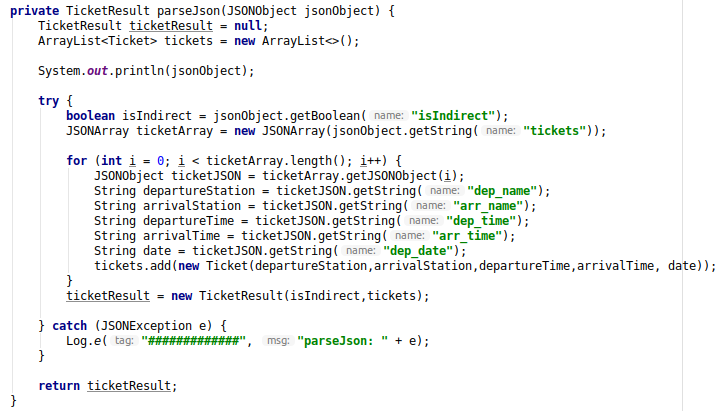 private TicketResult parseJson(JSONObject jsonObject) {
    TicketResult ticketResult = null;
    ArrayList<Ticket> tickets = new ArrayList<>();

    System.out.println(jsonObject);

    try {
        boolean isIndirect = jsonObject.getBoolean( name: "isIndirect");
        JSONArray ticketArray = new JSONArray(jsonObject.getString( name: "tickets"));

        for (int i = 0; i < ticketArray.length(); i++) {
            JSONObject ticketJSON = ticketArray.getJSONObject(i);
            String departureStation = ticketJSON.getString( name: "dep_name");
            String arrivalStation = ticketJSON.getString( name: "arr_name");
            String departureTime = ticketJSON.getString( name: "dep_time");
            String arrivalTime = ticketJSON.getString( name: "arr_time");
            String date = ticketJSON.getString( name: "dep_date");
            tickets.add(new Ticket(departureStation,arrivalStation,departureTime,arrivalTime, date));
        }
        ticketResult = new TicketResult(isIndirect,tickets);

    } catch (JSONException e) {
        Log.e( tag: "#############", msg: "parseJson: " + e);
    }

    return ticketResult;
}